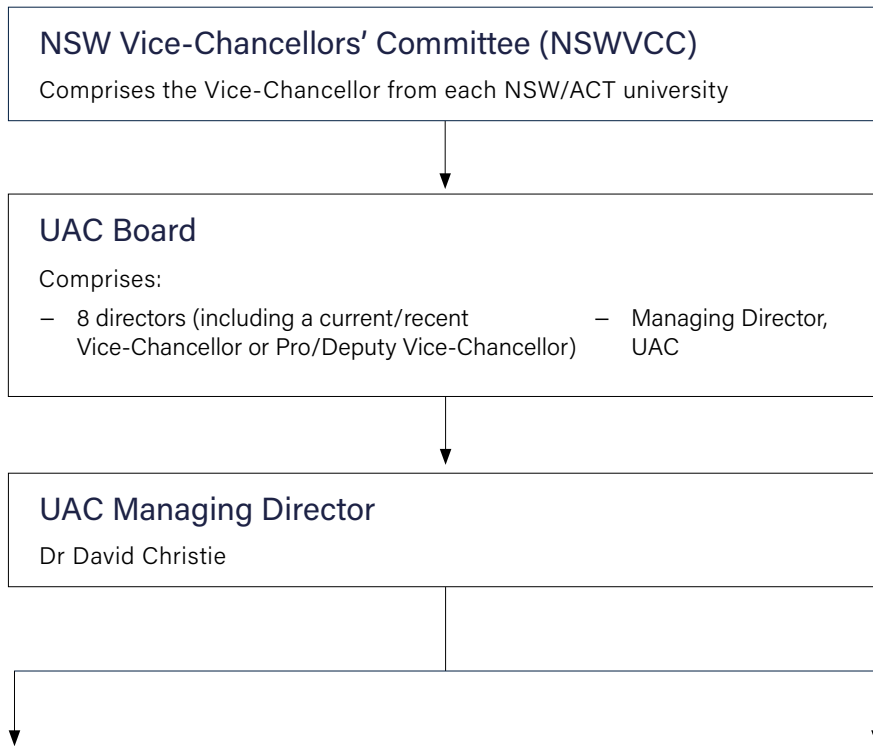 NSW Vice-Chancellors’ Committee (NSWVCC)
Comprises the Vice-Chancellor from each NSW/ACT university
UAC Board
Comprises:
– 8 directors (including a current/recent
Vice-Chancellor or Pro/Deputy Vice-Chancellor)
– Managing Director,
UAC
UAC Managing Director
Dr David Christie